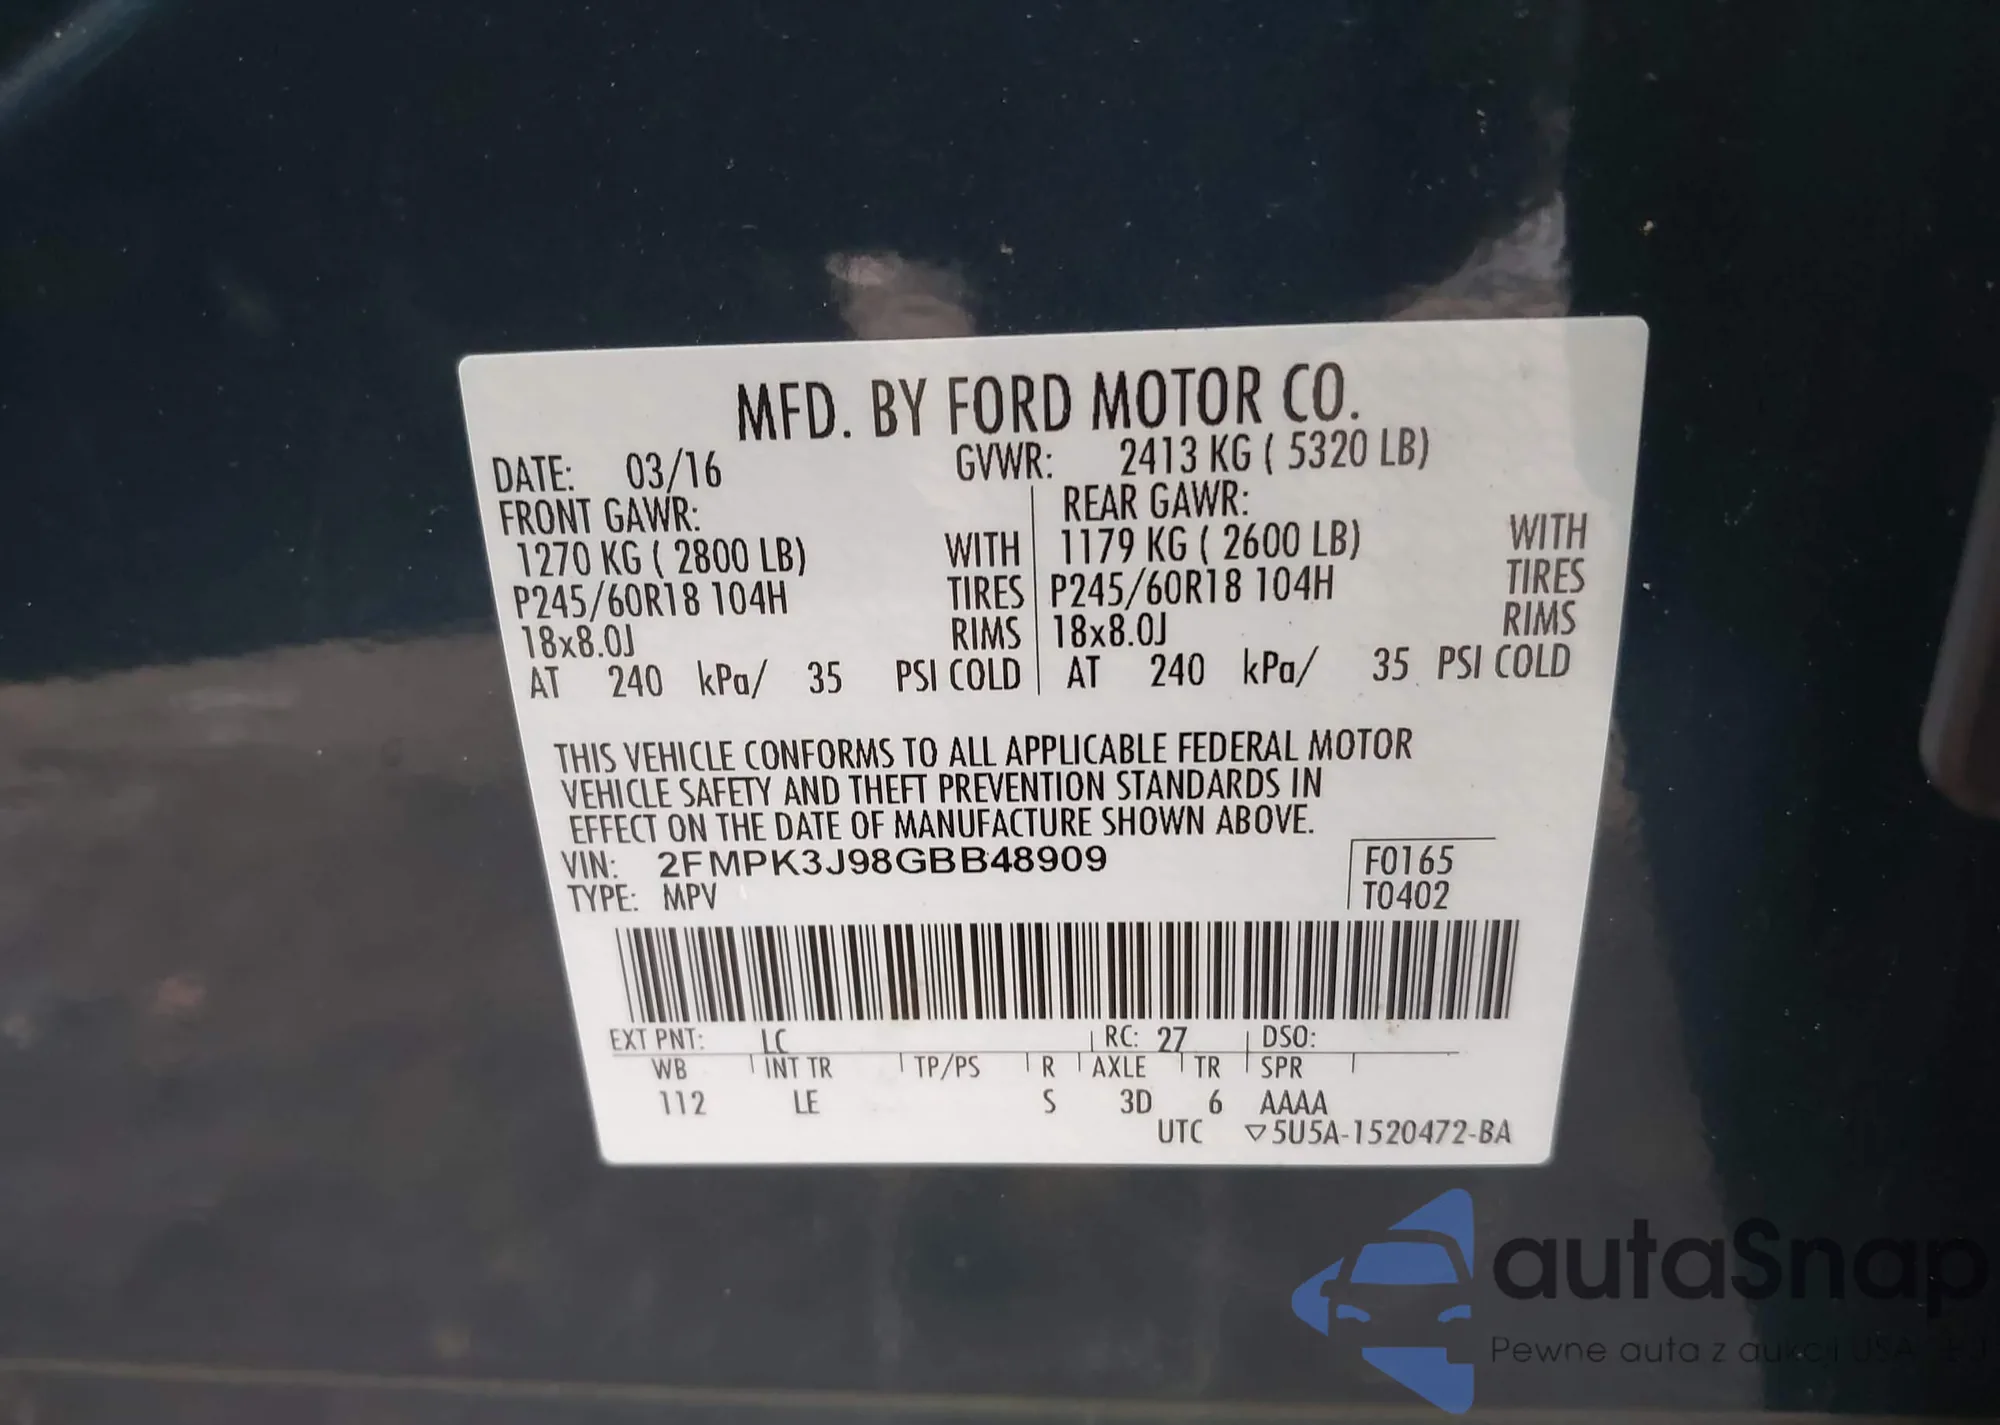 MFD. BY FORD MOTOR CO.
DATE: 03/16 GVWR: 2413 KG ( 5320 LB)
FRONT GAWR: REAR GAWR:
1270 KG ( 2800 LB) WITH 1179 KG ( 2600 LB) WITH
P245/60R18 104H TIRES P245/60R18 104H TIRES
18x8.0J RIMS 18x8.0J RIMS
AT 240 kPa/ 35 PSI COLD AT 240 kPa/ 35 PSI COLD
THIS VEHICLE CONFORMS TO ALL APPLICABLE FEDERAL MOTOR
VEHICLE SAFETY AND THEFT PREVENTION STANDARDS IN
EFFECT ON THE DATE OF MANUFACTURE SHOWN ABOVE.
VIN: 2FMPK3J98GBB48909 F0165
TYPE: MPV T0402
EXT PNT: LC RC: 27 DSO:
WB INT TR TP/PS R AXLE TR SPR
112 LE S 3D 6 AAAA
UTC ▽5U5A-1520472-BA
autaSnap
Pewne auta z aukcji USA i EU